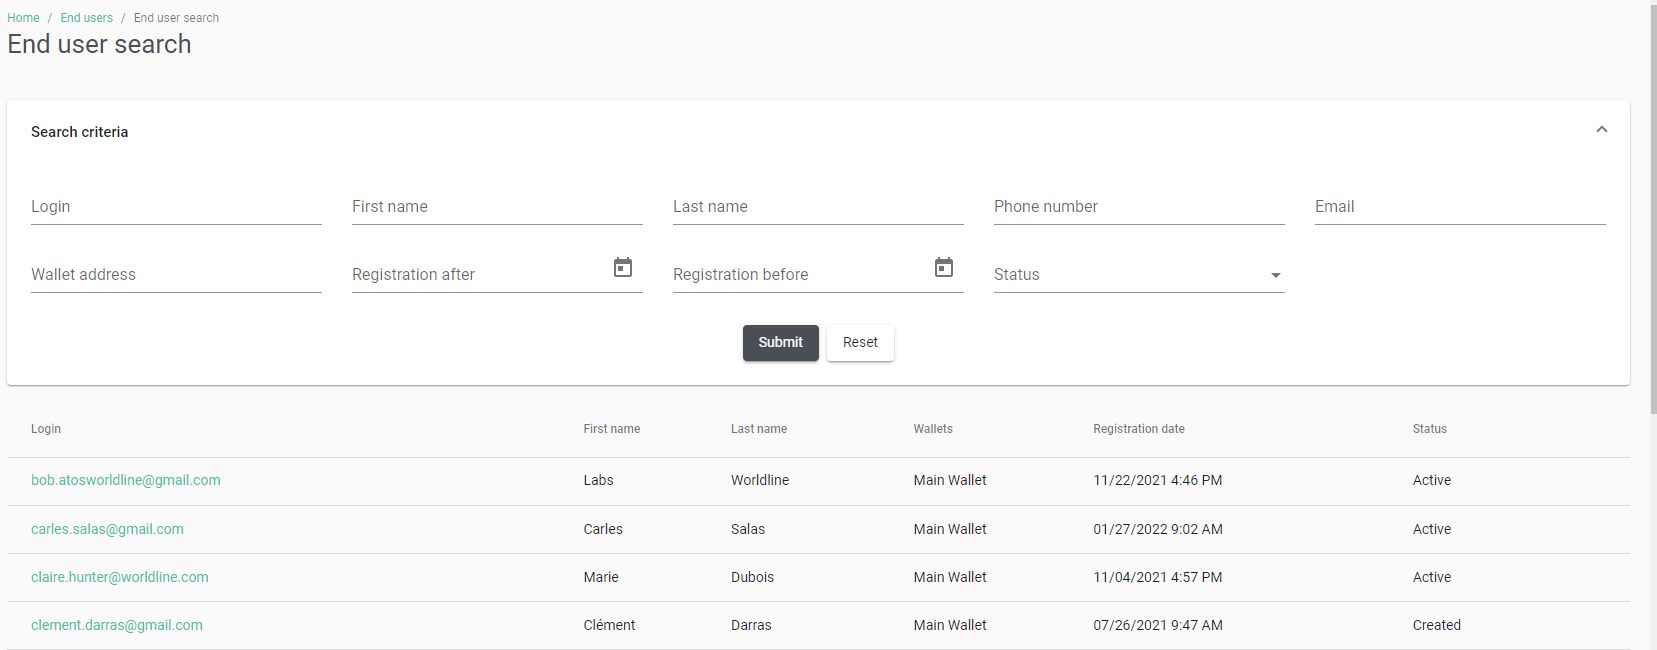 Home / End users / End user search
End user search
Search criteria
Login First name Last name Phone number Email
Wallet address Registration after Registration before Status
Submit Reset
Login First name Last name Wallets Registration date Status
bob.atosworldline@gmail.com Labs Worldline Main Wallet 11/22/2021 4:46 PM Active
carles.salas@gmail.com Carles Salas Main Wallet 01/27/2022 9:02 AM Active
claire.hunter@worldline.com Marie Dubois Main Wallet 11/04/2021 4:57 PM Active
clement.darras@gmail.com Clément Darras Main Wallet 07/26/2021 9:47 AM Created